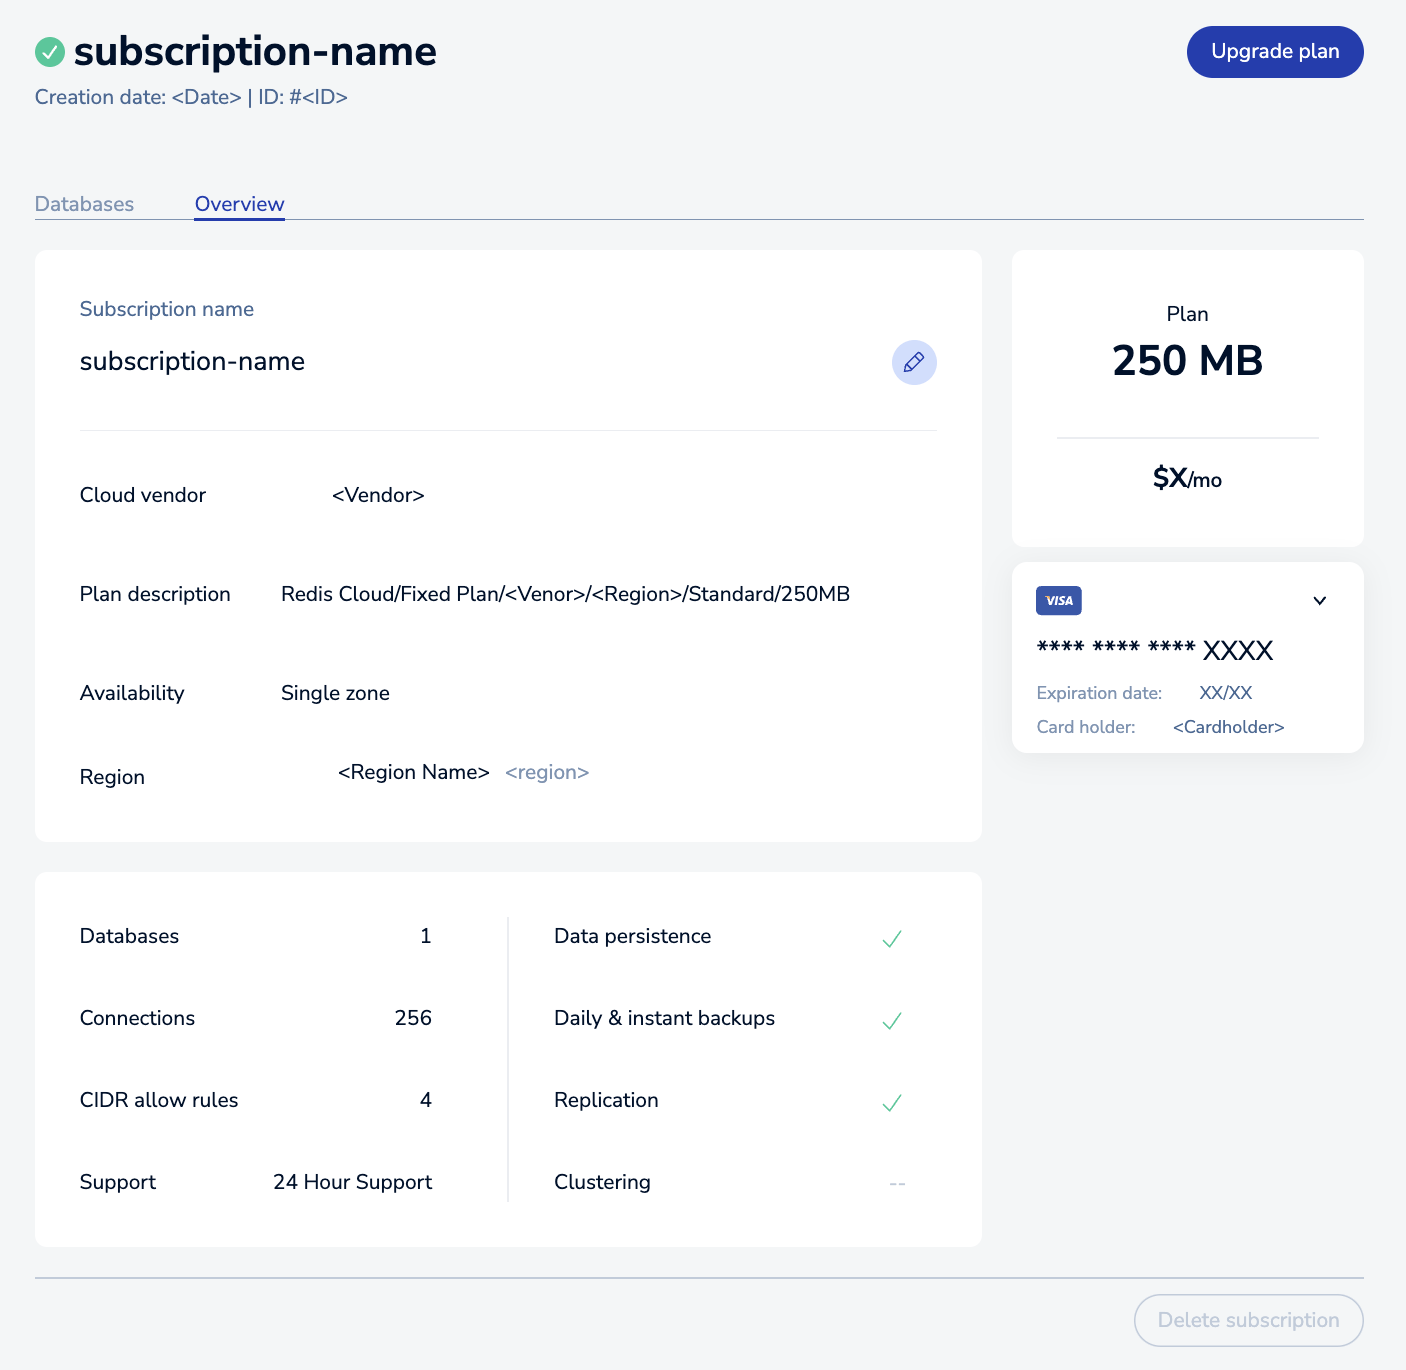 subscription-name
Upgrade plan
Creation date: <Date> | ID: #<ID>
Databases
Overview
Subscription name
subscription-name
Cloud vendor <Vendor>
Plan description Redis Cloud/Fixed Plan/<Venor>/<Region>/Standard/250MB
Availability Single zone
Region <Region Name> <region>
Plan
250 MB
$X/mo
VISA
**** **** **** XXXX
Expiration date: XX/XX
Card holder: <Cardholder>
Databases 1
Connections 256
CIDR allow rules 4
Support 24 Hour Support
Data persistence
Daily & instant backups
Replication
Clustering --
Delete subscription